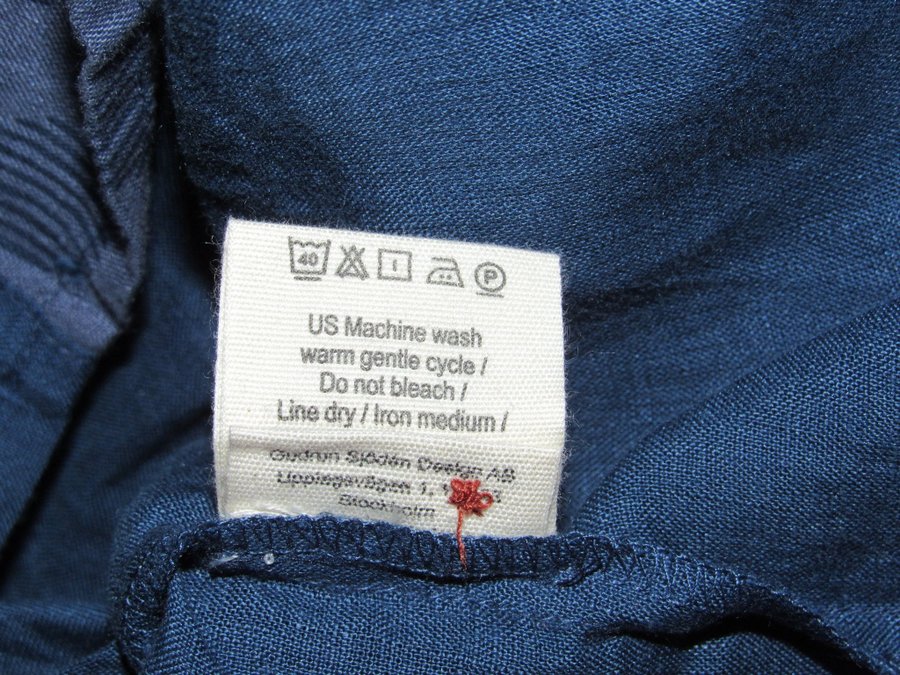 40 I P
US Machine wash
warm gentle cycle /
Do not bleach /
Line dry / Iron medium /
Gudrun Sjödén Design AB
1,
Stockholm